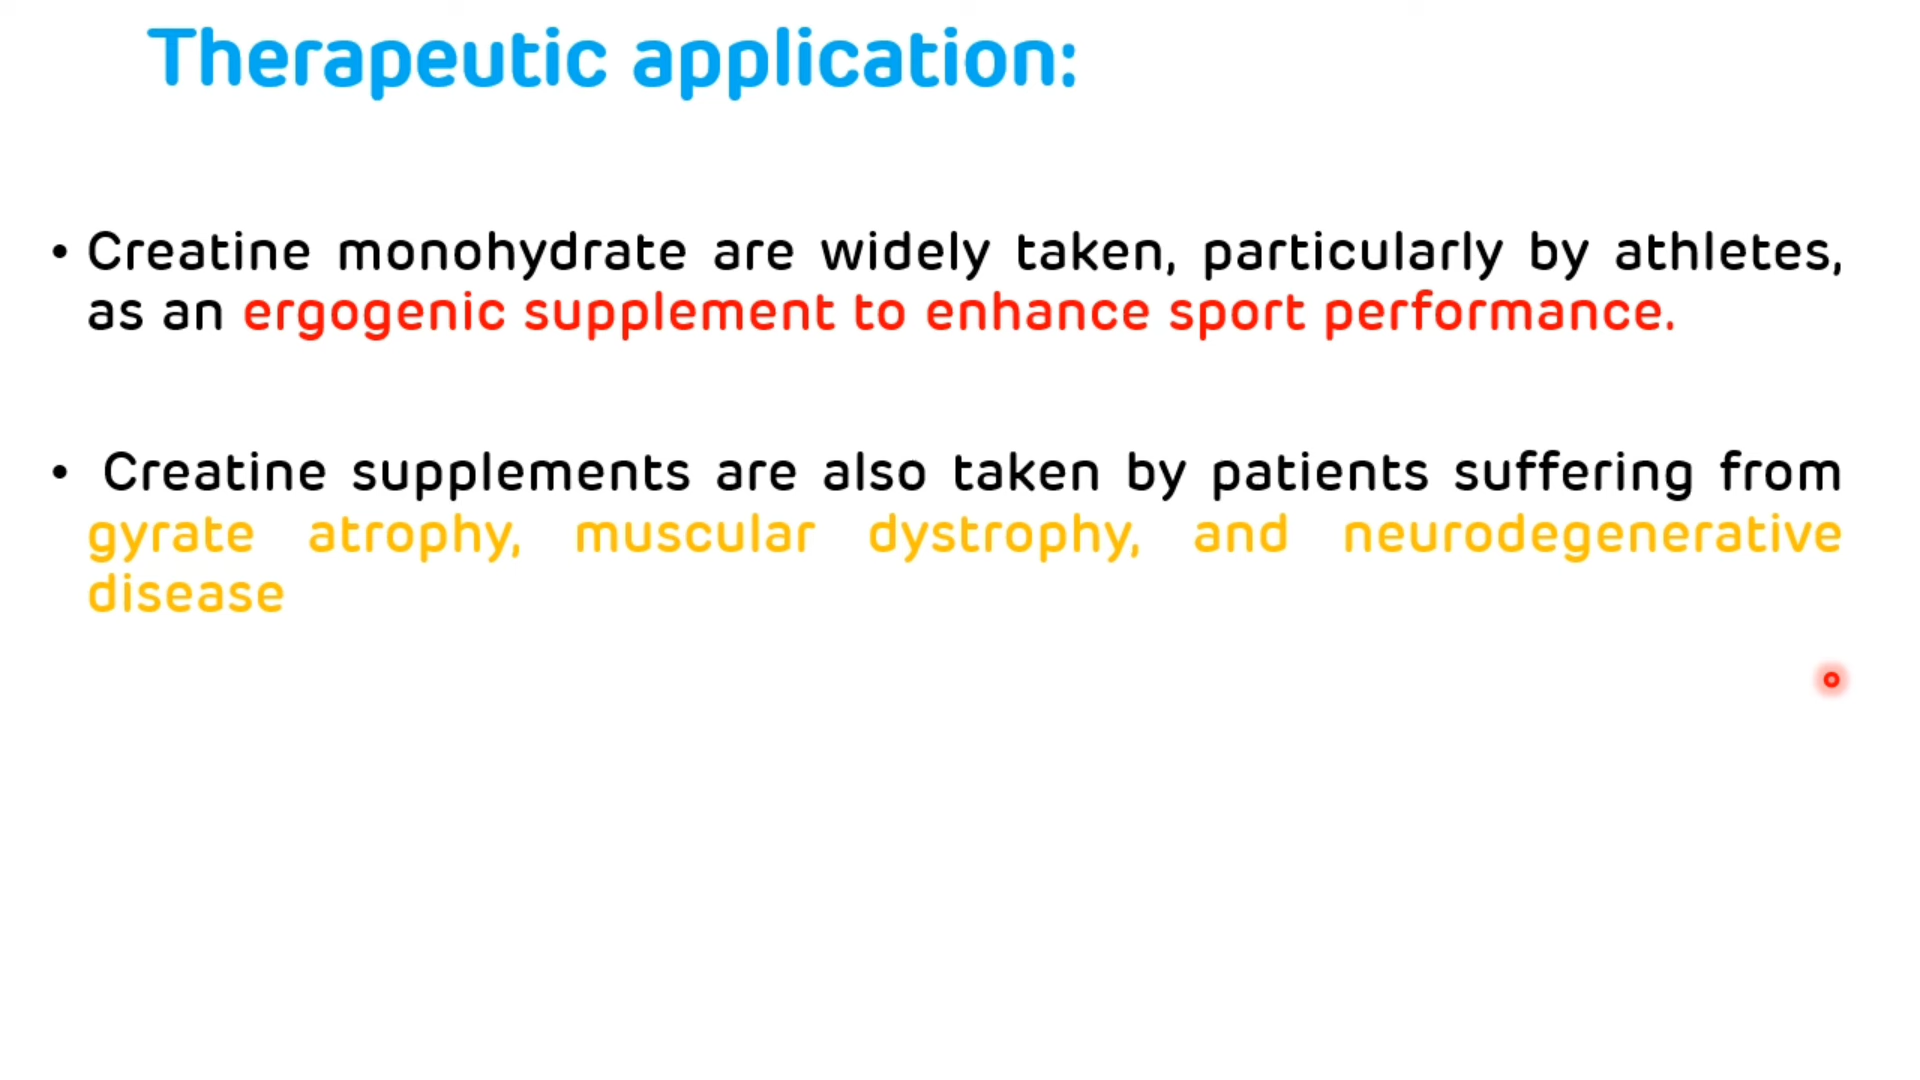 Therapeutic application:
• Creatine monohydrate are widely taken, particularly by athletes,
as an ergogenic supplement to enhance sport performance.
• Creatine supplements are also taken by patients suffering from
gyrate atrophy, muscular dystrophy, and neurodegenerative
disease